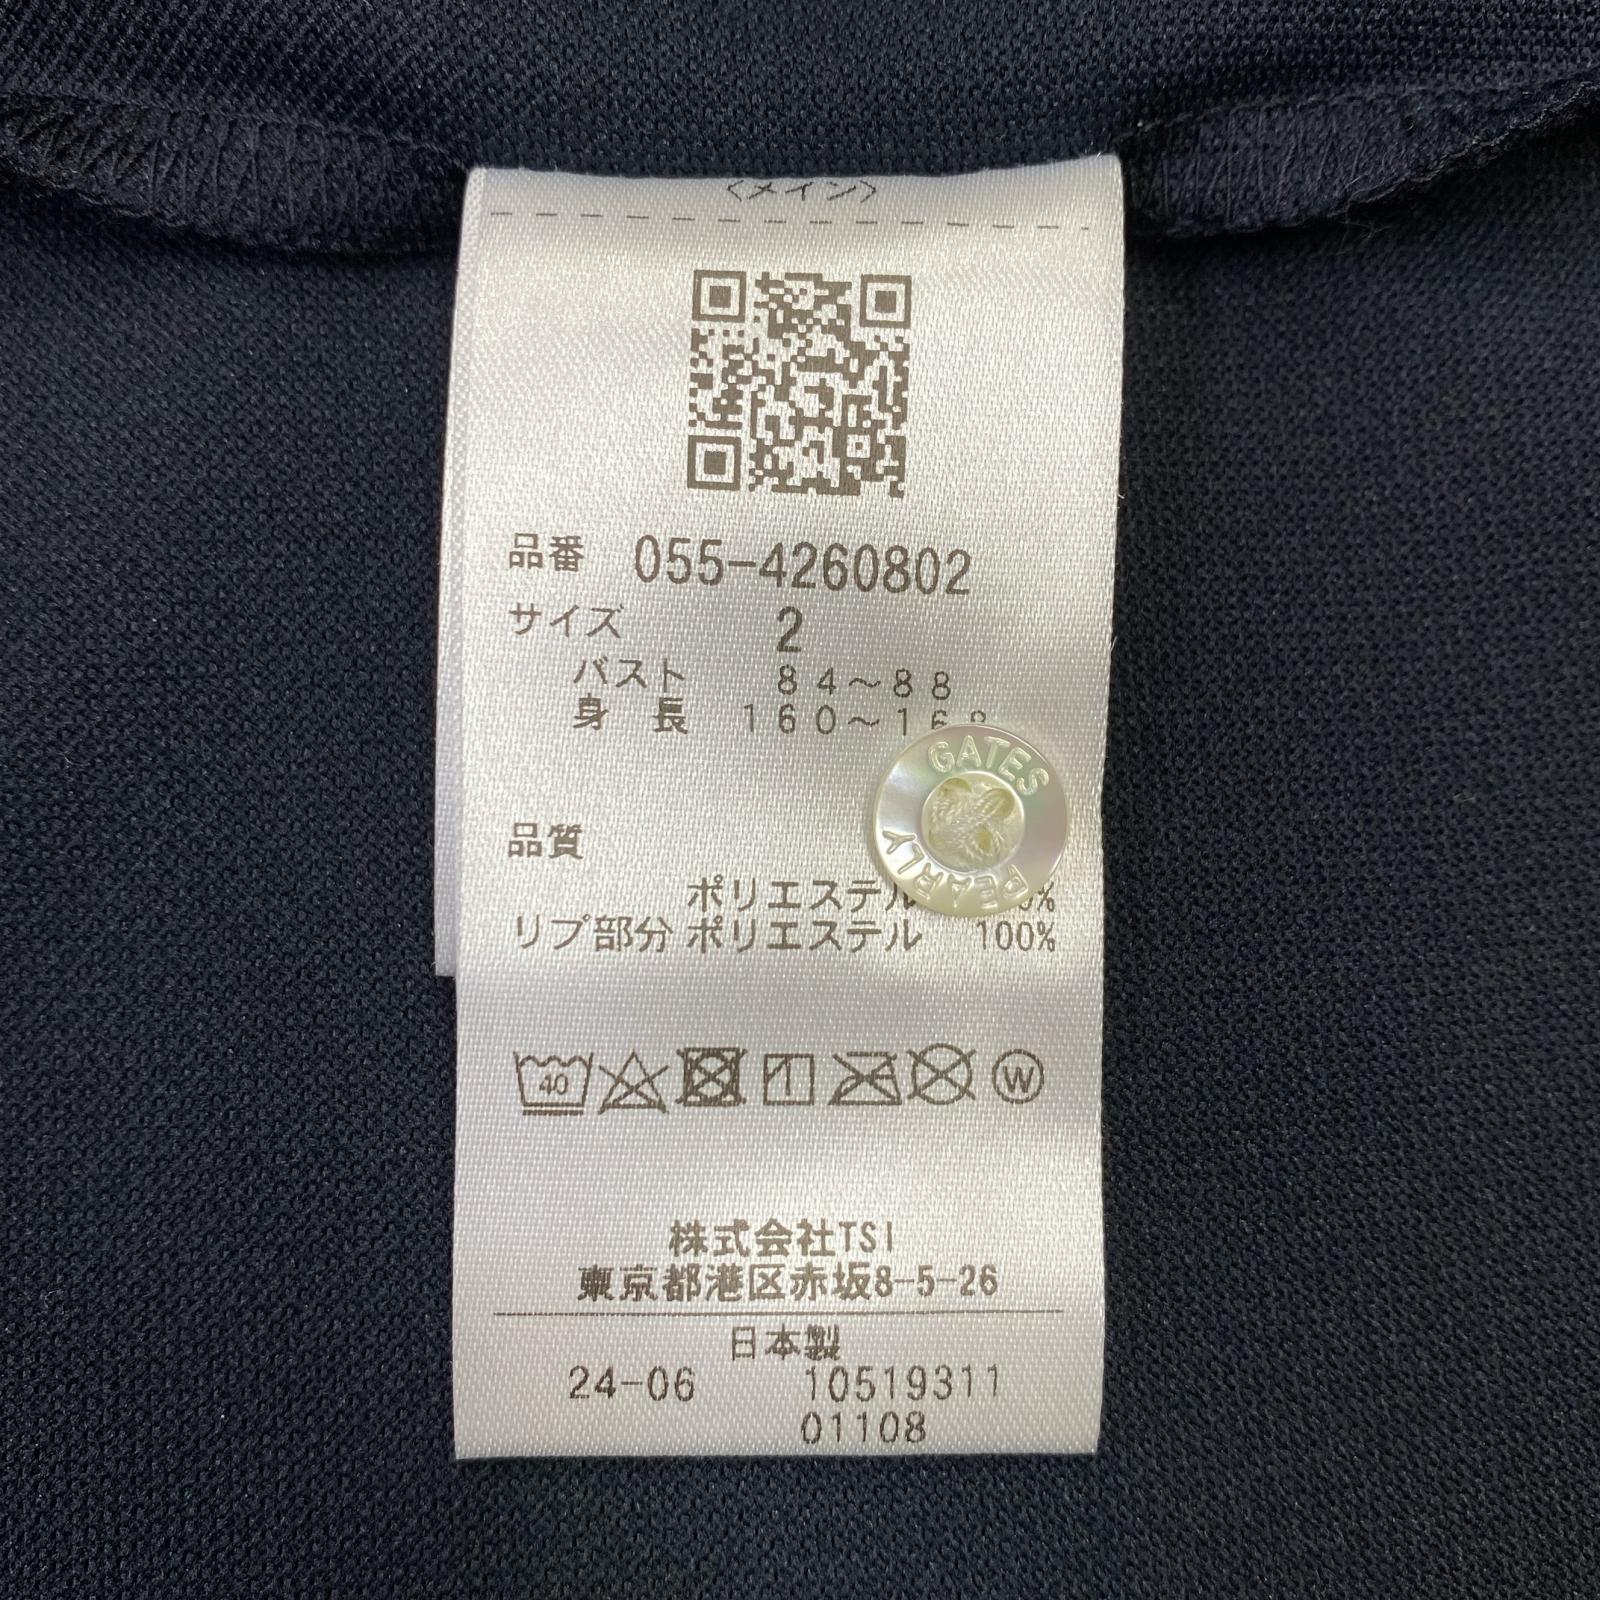 〈メイン〉
品番 055-4260802
サイズ 2
バスト 84～88
身長 160～168
GATES
PEARLY
品質
ポリエステル
リブ部分 ポリエステル 100%
40
1
W
株式会社TSI
東京都港区赤坂8-5-26
日本製
24-06 10519311
01108